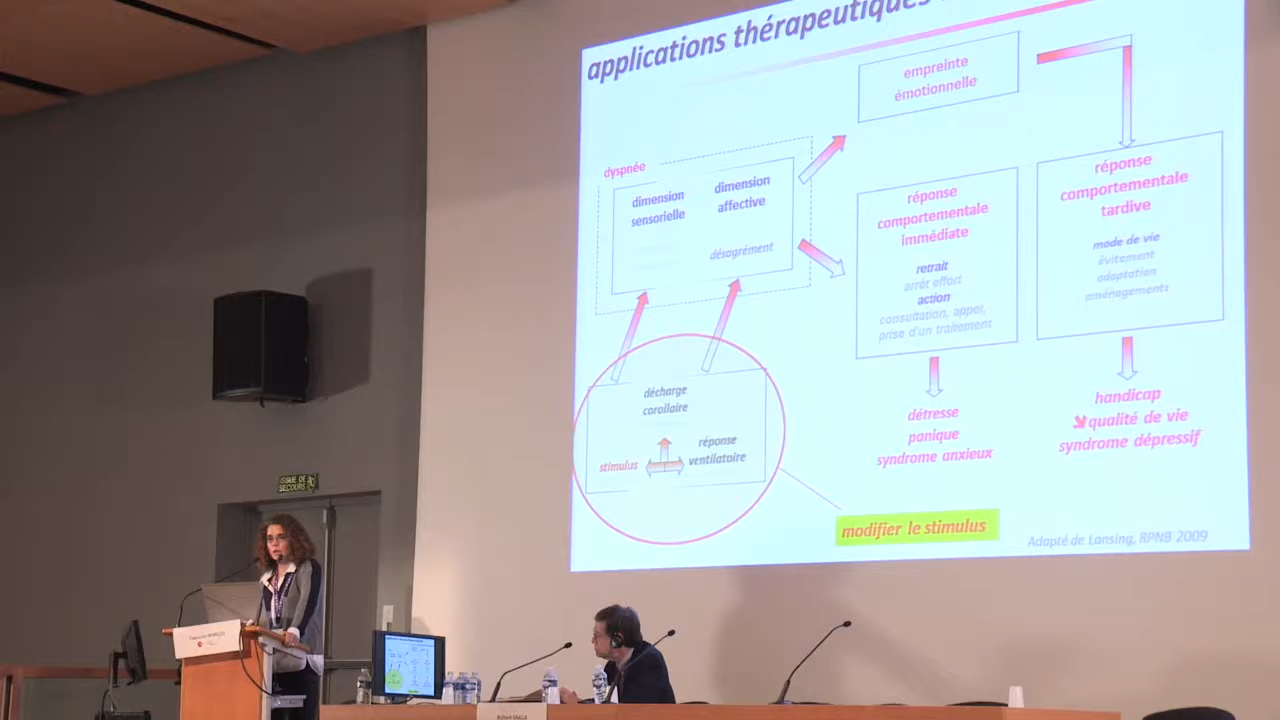 applications thérapeutiques
empreinte
émotionnelle
dyspnée
dimension
sensorielle
dimension
affective
désagrément
réponse
comportementale
immédiate
retrait
arrêt effort
action
consultation, appel,
prise d'un traitement
réponse
comportementale
tardive
mode de vie
évitement
adaptation
aménagements
décharge
corollaire
stimulus
réponse
ventilatoire
détresse
panique
syndrome anxieux
handicap
qualité de vie
syndrome dépressif
modifier le stimulus
Adapté de Lansing, RPNB 2009
ISSUE DE
SECOURS